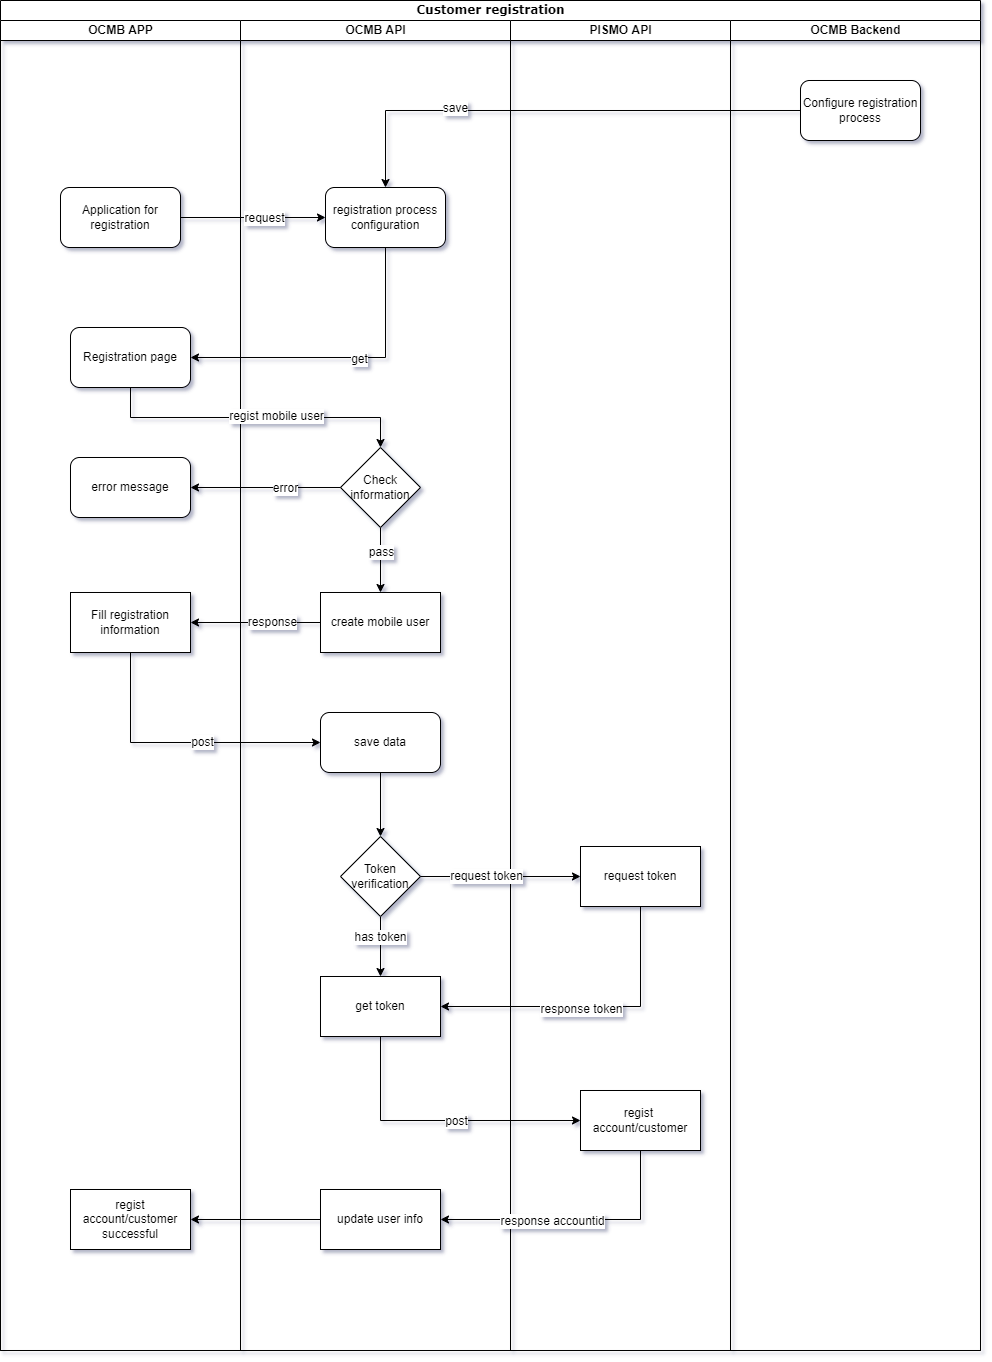 Customer registration
OCMB APP
OCMB API
PISMO API
OCMB Backend
save
Configure registration
process
Application for
registration
request
registration process
configuration
Registration page
get
regist mobile user
error message
error
Check
information
pass
Fill registration
information
response
create mobile user
post
save data
Token
verification
request token
request token
has token
get token
response token
post
regist
account/customer
regist
account/customer
successful
update user info
response accountid